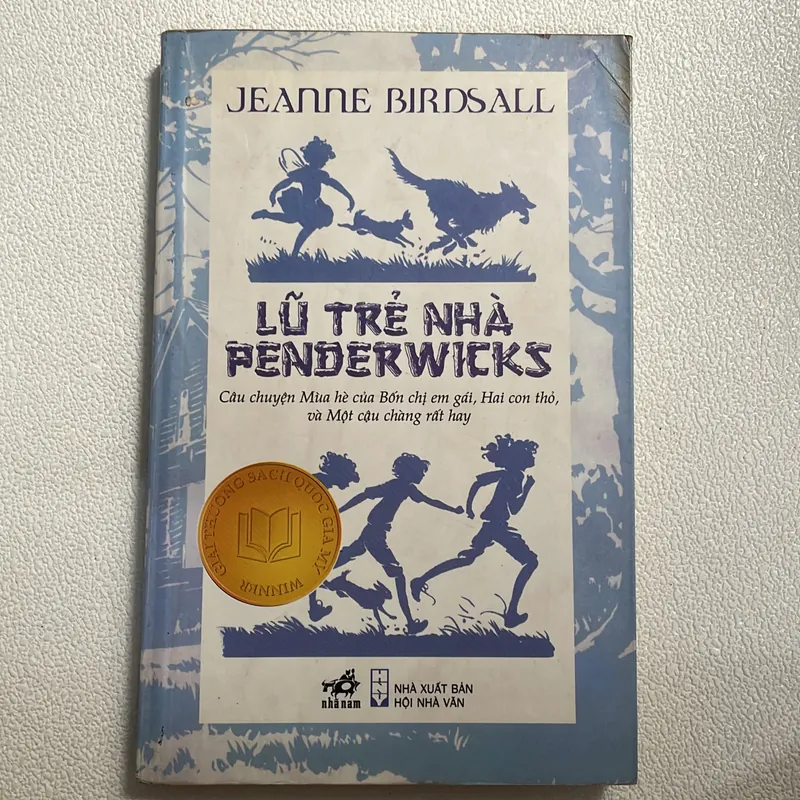 JEANNE BIRDSALL
LŨ TRẺ NHÀ
PENDERWICKS
Câu chuyện Mùa hè của Bốn chị em gái, Hai con thỏ,
và Một cậu chàng rất hay
GIẢI THƯỞNG SÁCH QUỐC GIA MỸ
WINNER
nhã nam
HNV
NHÀ XUẤT BẢN
HỘI NHÀ VĂN